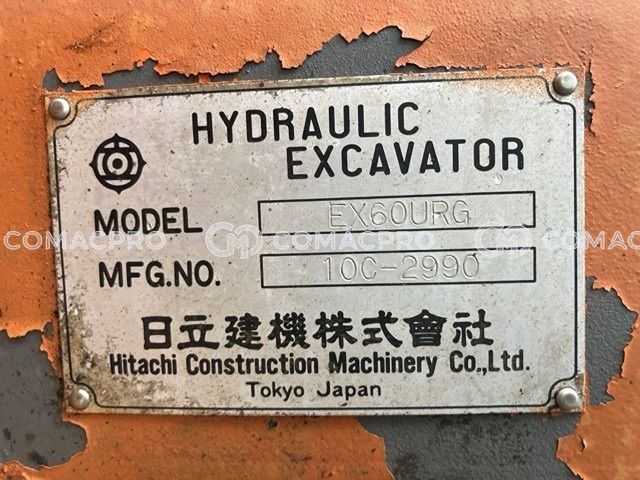 HYDRAULIC
EXCAVATOR
MODEL EX60URG
COMACPRO COMACPRO COMACPRO
MFG.NO. 10C-2990
日立建機株式會社
Hitachi Construction Machinery Co.,Ltd.
Tokyo Japan